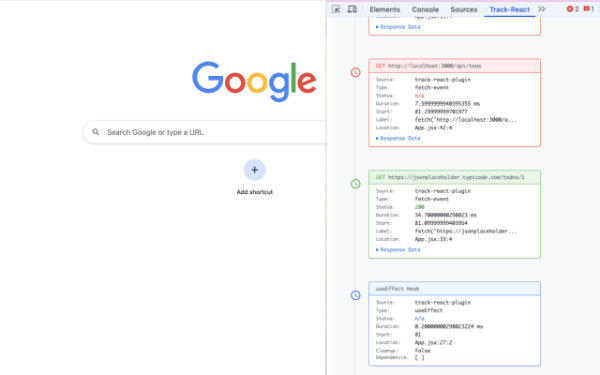 Elements Console Sources Track-React » 2 1
App.jsx:
▸ Response Data
GET http://localhost:3000/api/
Source: track-react-plugin
Type: fetch-event
Status: n/a
Duration: 7.5999999940395355 ms
Start: 81.29999999701977
Label: fetch("http://localhost:3000/a...
Location: App.jsx:42:4
▸ Response Data
Google
Search Google or type a URL
Add shortcut
GET https://jsonplaceholder.typicode.com/todos/1
Source: track-react-plugin
Type: fetch-event
Status: 200
Duration: 34.70000000298023 ms
Start: 81.09999999403954
Label: fetch("https://jsonplaceholder...
Location: App.jsx:33:4
▸ Response Data
useEffect Hook
Source: track-react-plugin
Type: useEffect
Status: n/a
Duration: 0.20000000298023224 ms
Start: 81
Location: App.jsx:27:2
Cleanup: false
Dependencie… [ ]